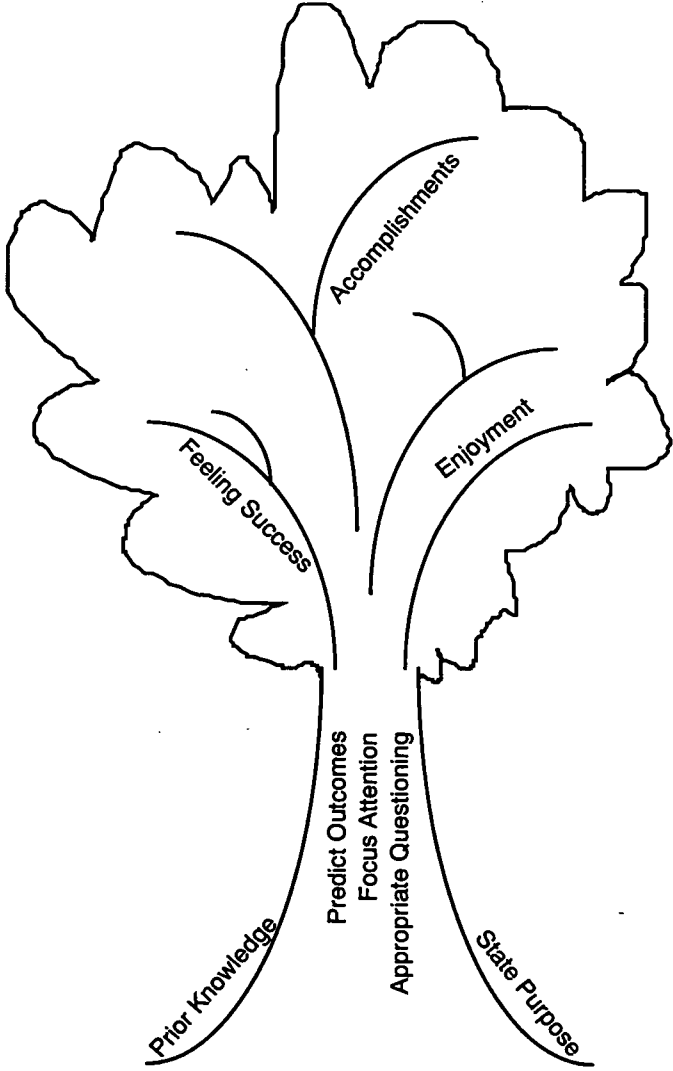 Accomplishments
Feeling Success
Enjoyment
Predict Outcomes
Focus Attention
Appropriate Questioning
Prior Knowledge
State Purpose